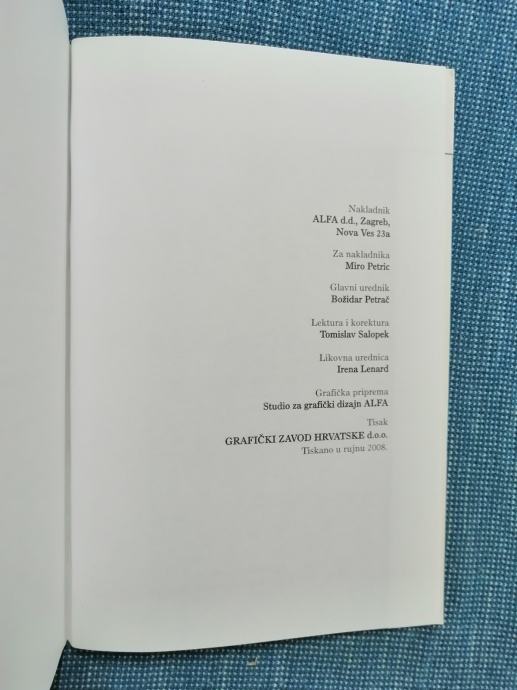 Nakladnik
ALFA d.d., Zagreb,
Nova Ves 23a
Za nakladnika
Miro Petric
Glavni urednik
Božidar Petrač
Lektura i korektura
Tomislav Salopek
Likovna urednica
Irena Lenard
Grafička priprema
Studio za grafički dizajn ALFA
Tisak
GRAFIČKI ZAVOD HRVATSKE d.o.o.
Tiskano u rujnu 2008.